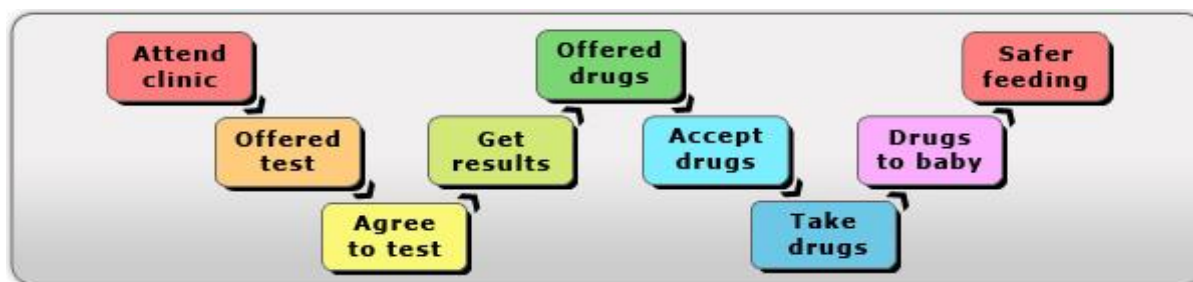 Attend
clinic
Offered
test
Agree
to test
Get
results
Offered
drugs
Accept
drugs
Take
drugs
Drugs
to baby
Safer
feeding